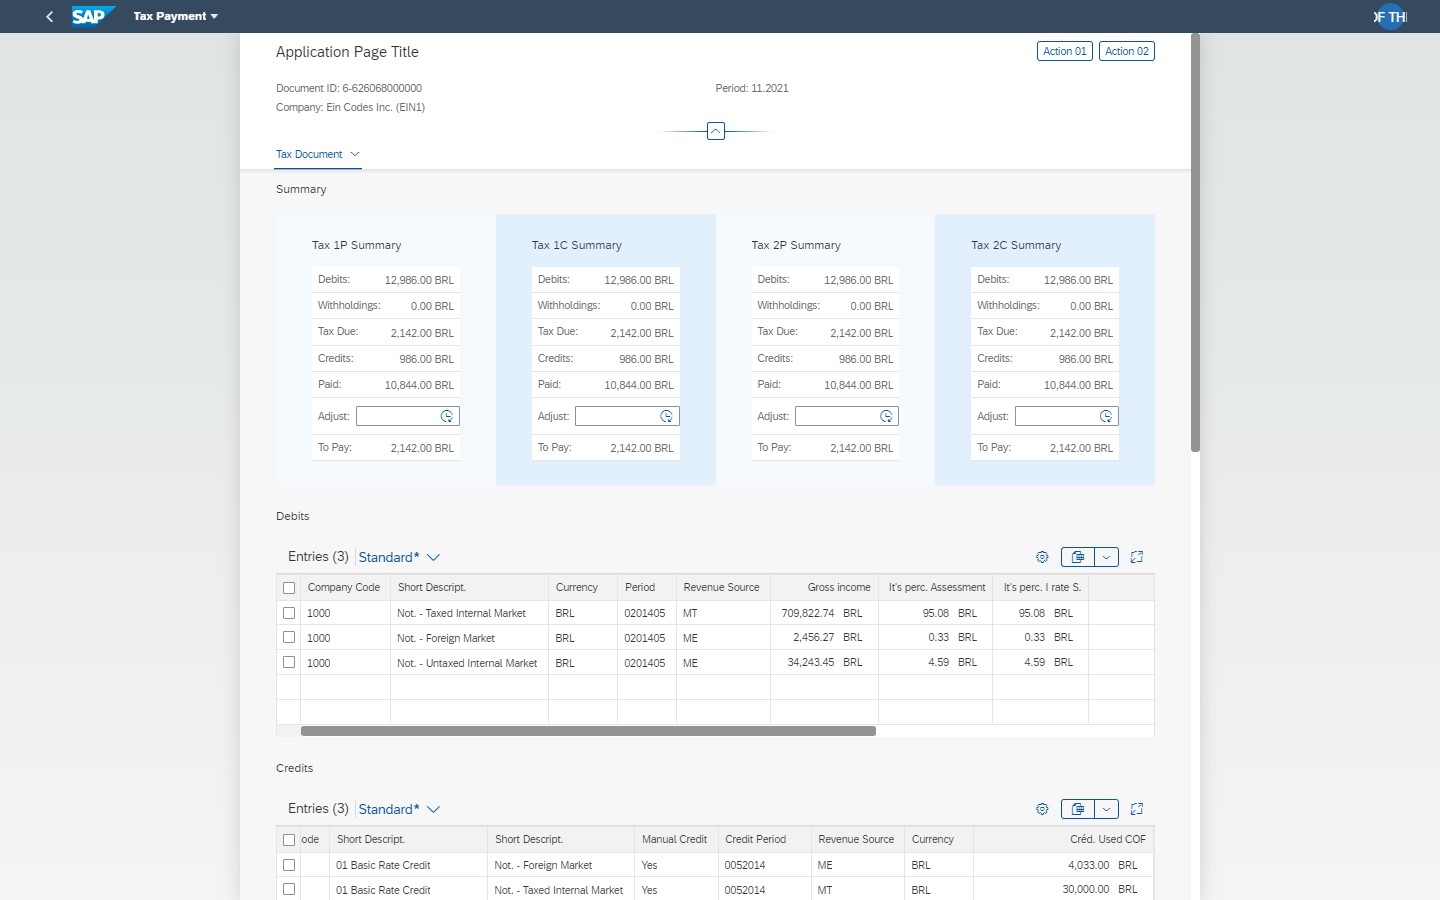 SAP Tax Payment
Application Page Title Action 01 Action 02
Document ID: 6-626068000000 Period: 11.2021
Company: Ein Codes Inc. (EIN1)
Tax Document
Summary
Tax 1P Summary
Debits: 12,986.00 BRL
Withholdings: 0.00 BRL
Tax Due: 2,142.00 BRL
Credits: 986.00 BRL
Paid: 10,844.00 BRL
Adjust:
To Pay: 2,142.00 BRL
Tax 1C Summary
Debits: 12,986.00 BRL
Withholdings: 0.00 BRL
Tax Due: 2,142.00 BRL
Credits: 986.00 BRL
Paid: 10,844.00 BRL
Adjust:
To Pay: 2,142.00 BRL
Tax 2P Summary
Debits: 12,986.00 BRL
Withholdings: 0.00 BRL
Tax Due: 2,142.00 BRL
Credits: 986.00 BRL
Paid: 10,844.00 BRL
Adjust:
To Pay: 2,142.00 BRL
Tax 2C Summary
Debits: 12,986.00 BRL
Withholdings: 0.00 BRL
Tax Due: 2,142.00 BRL
Credits: 986.00 BRL
Paid: 10,844.00 BRL
Adjust:
To Pay: 2,142.00 BRL
Debits
Entries (3) Standard*
Company Code Short Descript. Currency Period Revenue Source Gross income It's perc. Assessment It's perc. I rate S.
1000 Not. - Taxed Internal Market BRL 0201405 MT 709,822.74 BRL 95.08 BRL 95.08 BRL
1000 Not. - Foreign Market BRL 0201405 ME 2,456.27 BRL 0.33 BRL 0.33 BRL
1000 Not. - Untaxed Internal Market BRL 0201405 ME 34,243.45 BRL 4.59 BRL 4.59 BRL
Credits
Entries (3) Standard*
ode Short Descript. Short Descript. Manual Credit Credit Period Revenue Source Currency Créd. Used COF
01 Basic Rate Credit Not. - Foreign Market Yes 0052014 ME BRL 4,033.00 BRL
01 Basic Rate Credit Not. - Taxed Internal Market Yes 0052014 MT BRL 30,000.00 BRL